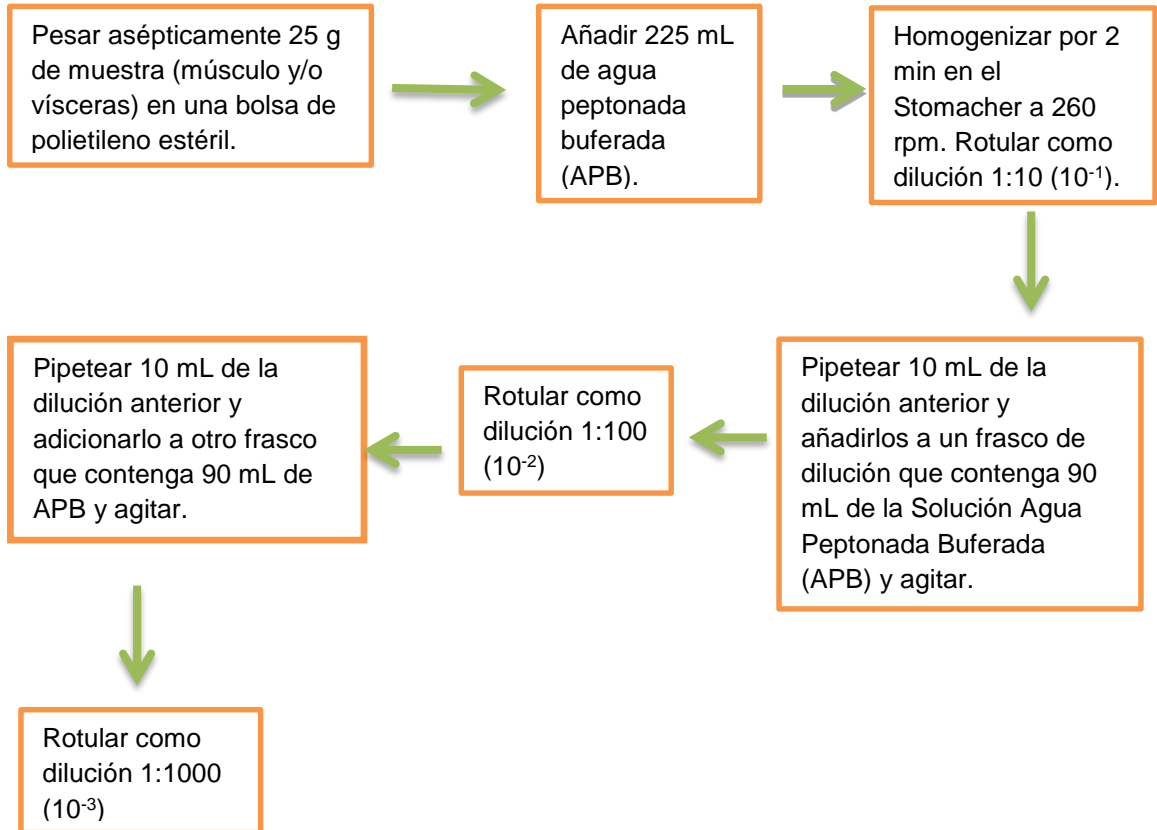 Pesar asépticamente 25 g
de muestra (músculo y/o
vísceras) en una bolsa de
polietileno estéril.
Añadir 225 mL
de agua
peptonada
buferada
(APB).
Homogenizar por 2
min en el
Stomacher a 260
rpm. Rotular como
dilución 1:10 (10⁻¹).
Pipetear 10 mL de la
dilución anterior y
añadirlos a un frasco de
dilución que contenga 90
mL de la Solución Agua
Peptonada Buferada
(APB) y agitar.
Rotular como
dilución 1:100
(10⁻²)
Pipetear 10 mL de la
dilución anterior y
adicionarlo a otro frasco
que contenga 90 mL de
APB y agitar.
Rotular como
dilución 1:1000
(10⁻³)